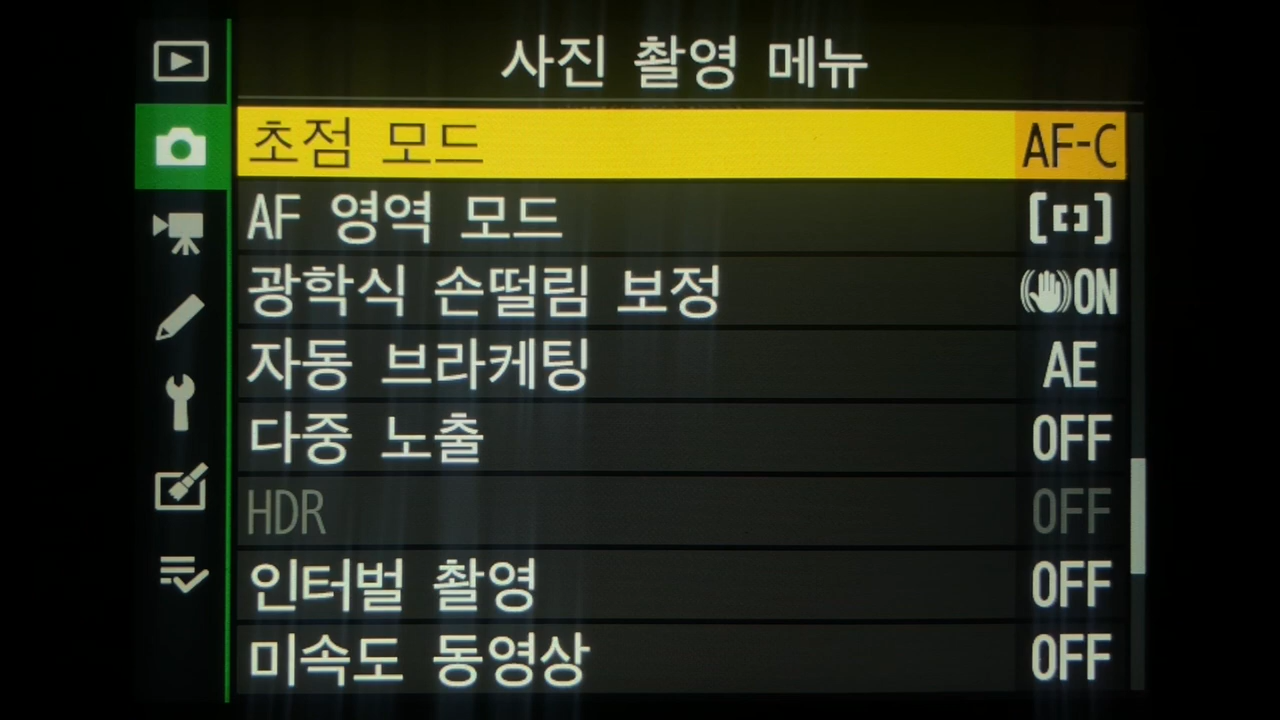 사진 촬영 메뉴
초점 모드 AF-C
AF 영역 모드
광학식 손떨림 보정 ON
자동 브라케팅 AE
다중 노출 OFF
HDR OFF
인터벌 촬영 OFF
미속도 동영상 OFF